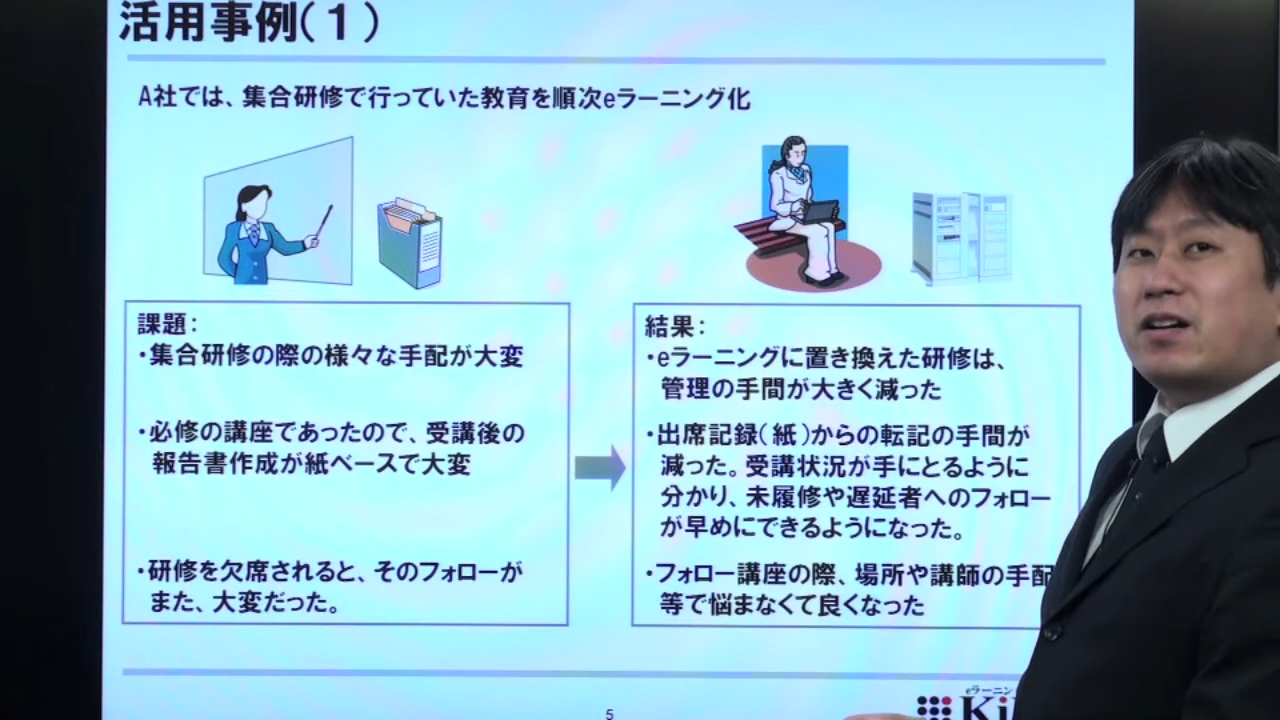 活用事例(１)
A社では、集合研修で行っていた教育を順次eラーニング化
課題：
・集合研修の際の様々な手配が大変
・必修の講座であったので、受講後の
報告書作成が紙ベースで大変
・研修を欠席されると、そのフォローが
また、大変だった。
結果：
・eラーニングに置き換えた研修は、
管理の手間が大きく減った
・出席記録(紙)からの転記の手間が
減った。受講状況が手にとるように
分かり、未履修や遅延者へのフォロー
が早めにできるようになった。
・フォロー講座の際、場所や講師の手配
等で悩まなくて良くなった
5
eラーニン
Ki